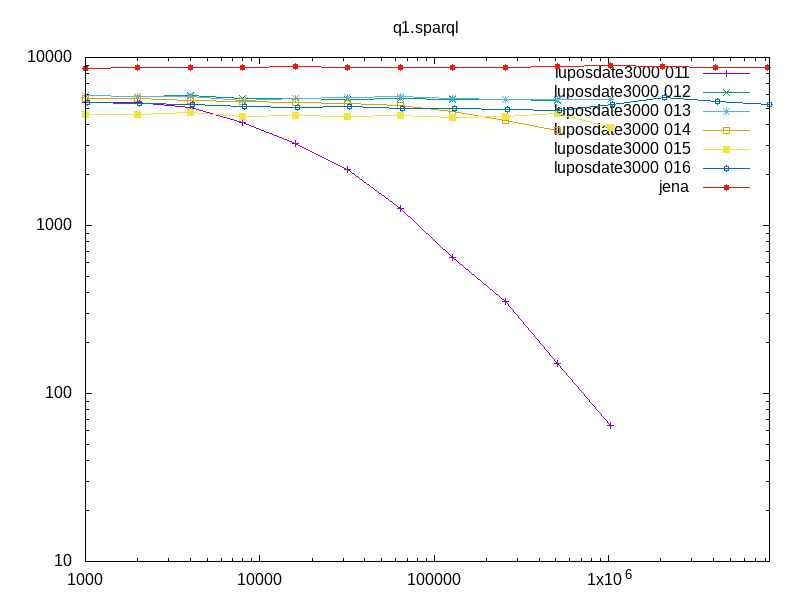 q1.sparql
10000
1000
100
10
luposdate3000 011
luposdate3000 012
luposdate3000 013
luposdate3000 014
luposdate3000 015
luposdate3000 016
jena
1000 10000 100000 1x10^6